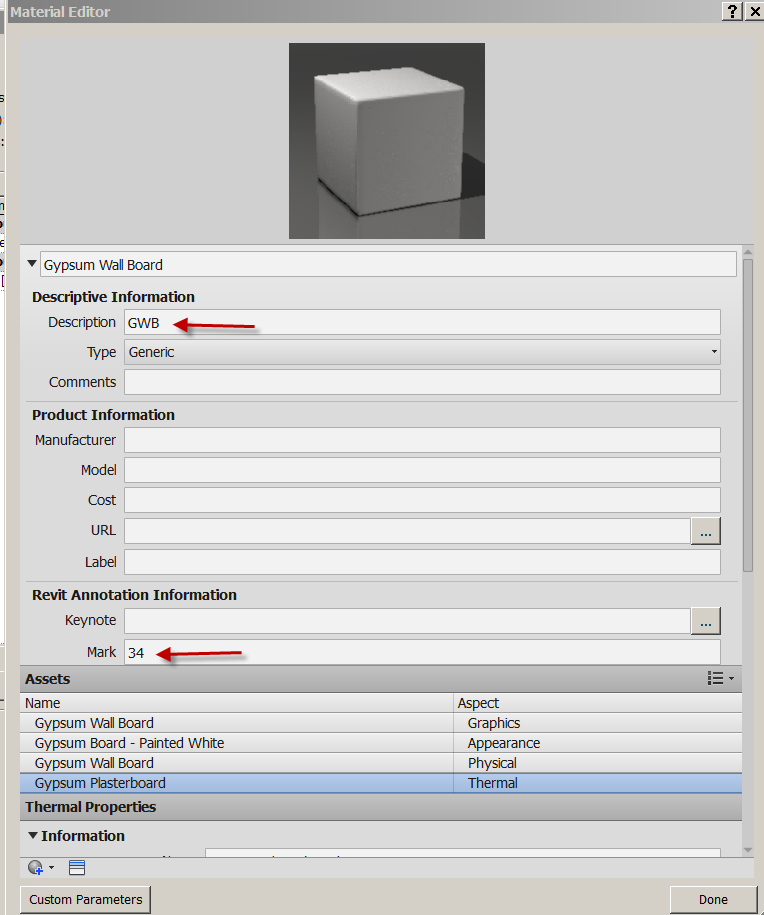 Material Editor
?
Gypsum Wall Board
Descriptive Information
Description GWB
Type Generic
Comments
Product Information
Manufacturer
Model
Cost
URL ...
Label
Revit Annotation Information
Keynote ...
Mark 34
Assets
Name Aspect
Gypsum Wall Board Graphics
Gypsum Board - Painted White Appearance
Gypsum Wall Board Physical
Gypsum Plasterboard Thermal
Thermal Properties
Information
Custom Parameters Done